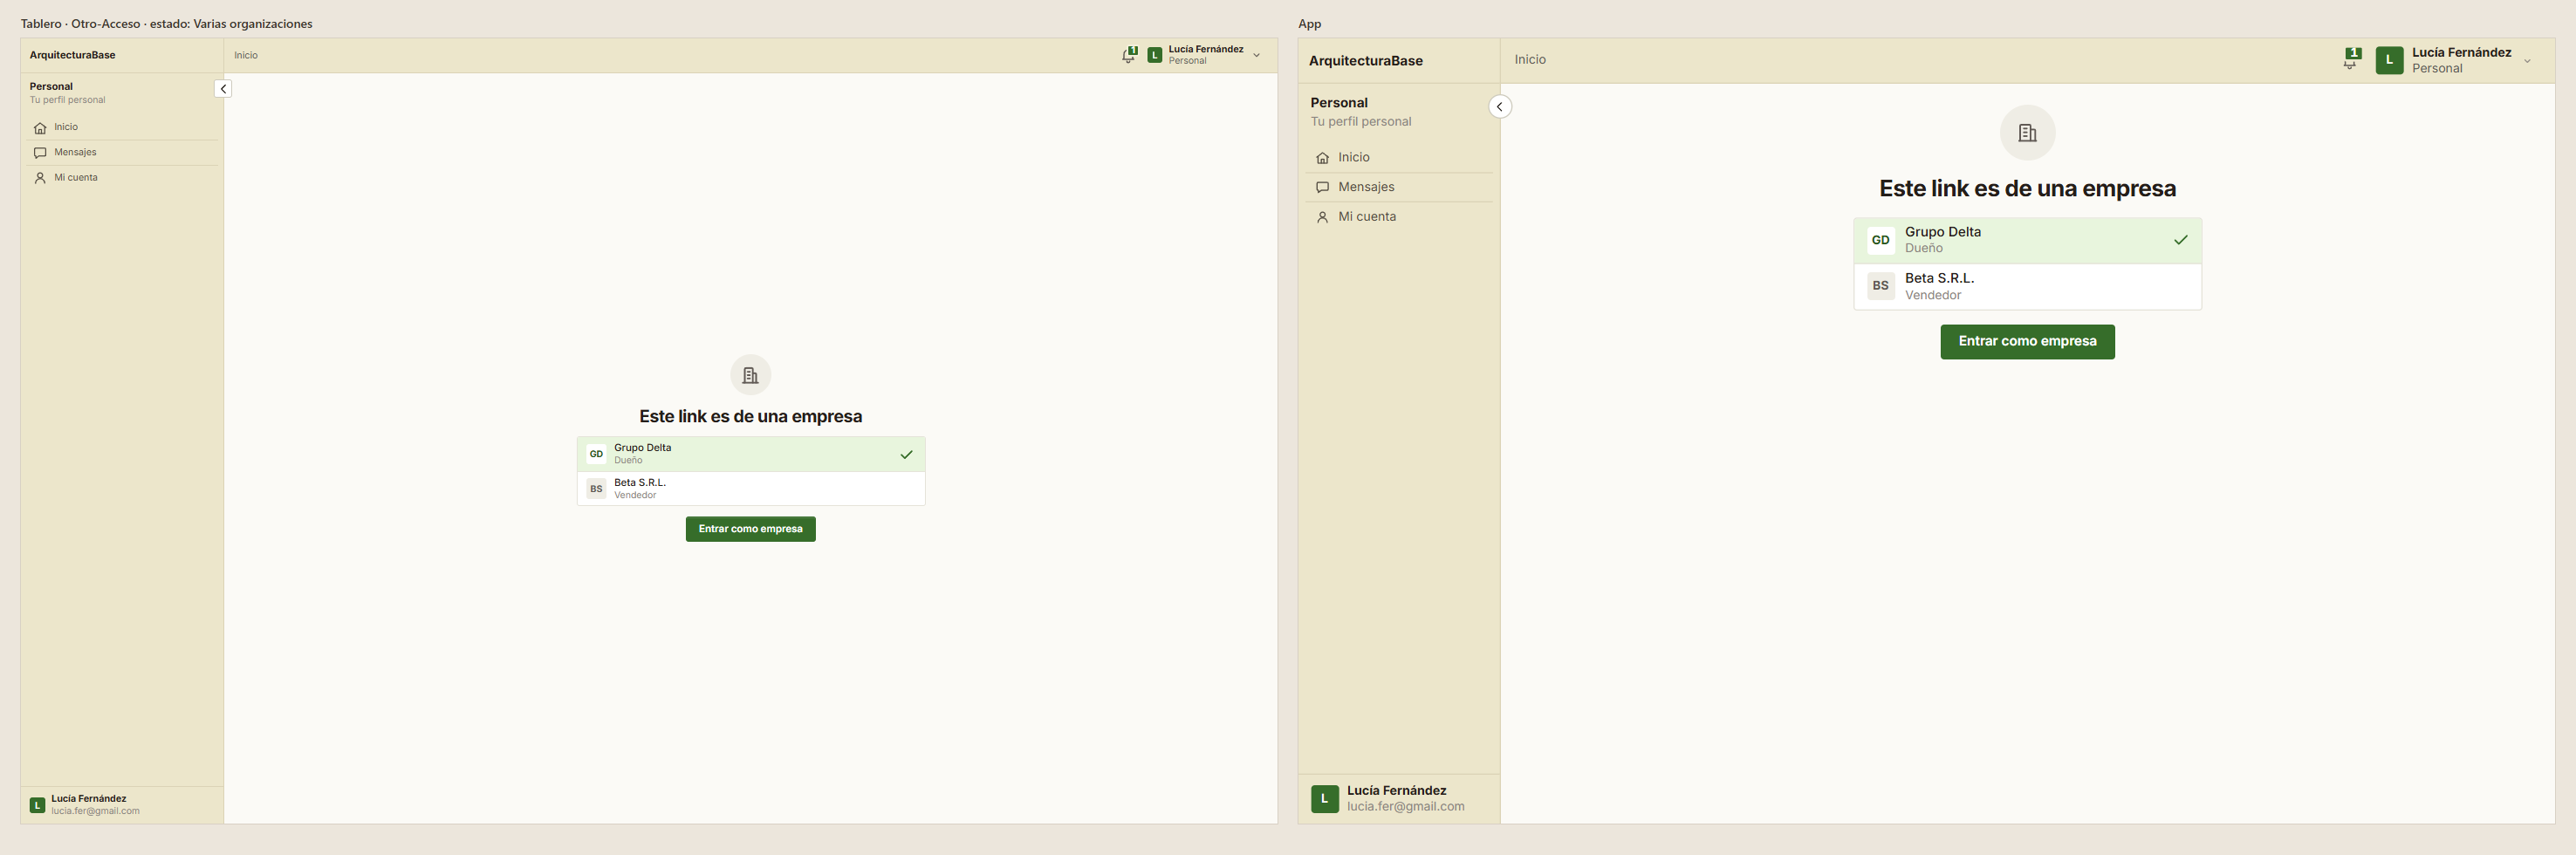 Tablero · Otro-Acceso · estado: Varias organizaciones
ArquitecturaBase
Inicio
1
L
Lucía Fernández
Personal
Personal
Tu perfil personal
Inicio
Mensajes
Mi cuenta
Este link es de una empresa
GD
Grupo Delta
Dueño
BS
Beta S.R.L.
Vendedor
Entrar como empresa
L
Lucía Fernández
lucia.fer@gmail.com
App
ArquitecturaBase
Inicio
1
L
Lucía Fernández
Personal
Personal
Tu perfil personal
Inicio
Mensajes
Mi cuenta
Este link es de una empresa
GD
Grupo Delta
Dueño
BS
Beta S.R.L.
Vendedor
Entrar como empresa
L
Lucía Fernández
lucia.fer@gmail.com